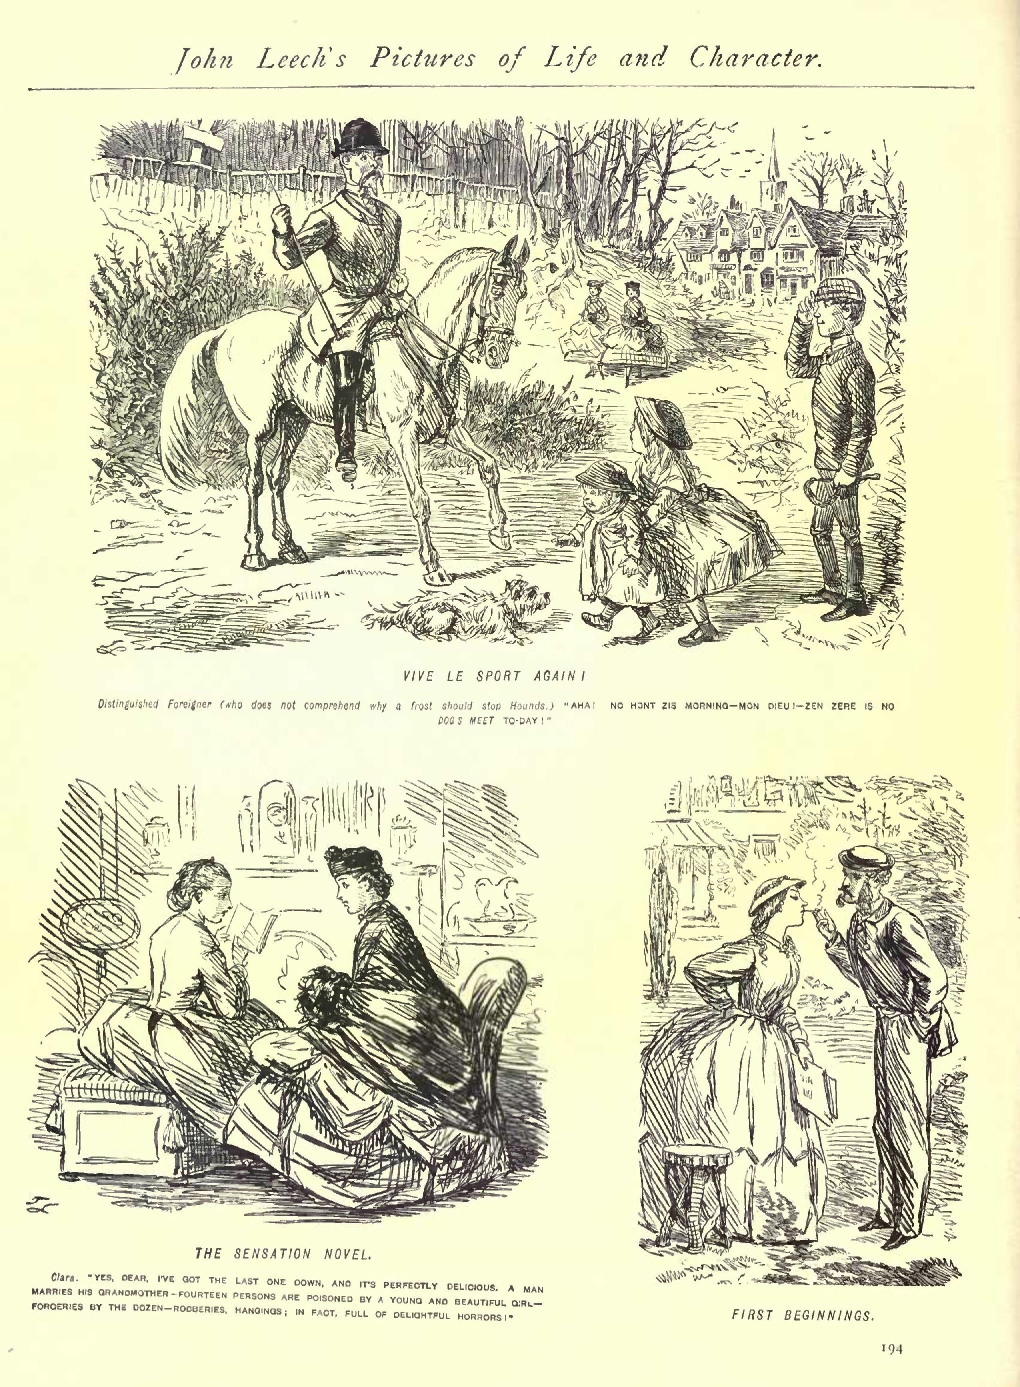 John Leech's Pictures of Life and Character.
VIVE LE SPORT AGAIN!
Distinguished Foreigner (who does not comprehend why a frost should stop Hounds.) "AHA! NO HONT ZIS MORNING—MON DIEU!—ZEN ZERE IS NO
DOGS MEET TO-DAY!"
THE SENSATION NOVEL.
Clara. "YES, DEAR, I'VE GOT THE LAST ONE DOWN, AND IT'S PERFECTLY DELICIOUS. A MAN
MARRIES HIS GRANDMOTHER—FOURTEEN PERSONS ARE POISONED BY A YOUNG AND BEAUTIFUL GIRL—
FORGERIES BY THE DOZEN—ROBBERIES, HANGINGS; IN FACT, FULL OF DELIGHTFUL HORRORS!"
FIRST BEGINNINGS.
194